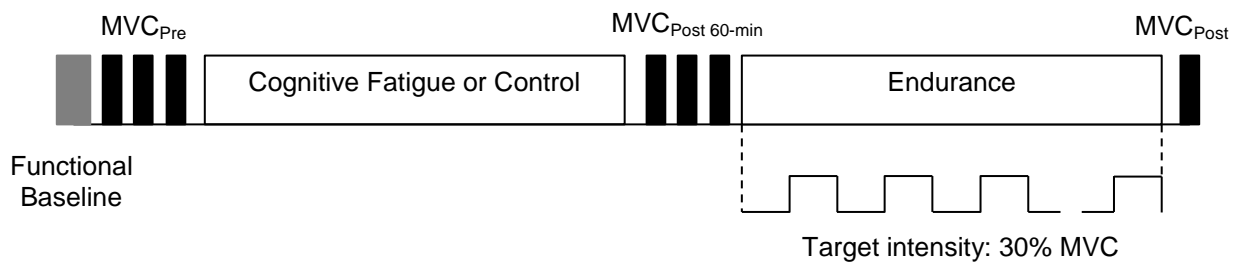 MVCPre
MVCPost 60-min
MVCPost
Cognitive Fatigue or Control
Endurance
Functional
Baseline
Target intensity: 30% MVC